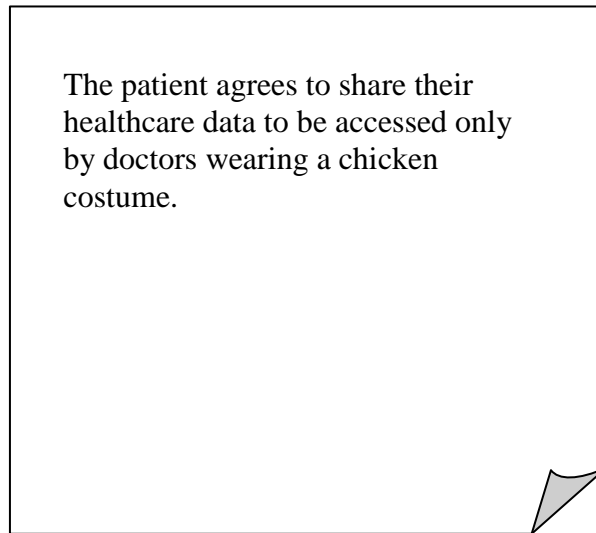 The patient agrees to share their
healthcare data to be accessed only
by doctors wearing a chicken
costume.